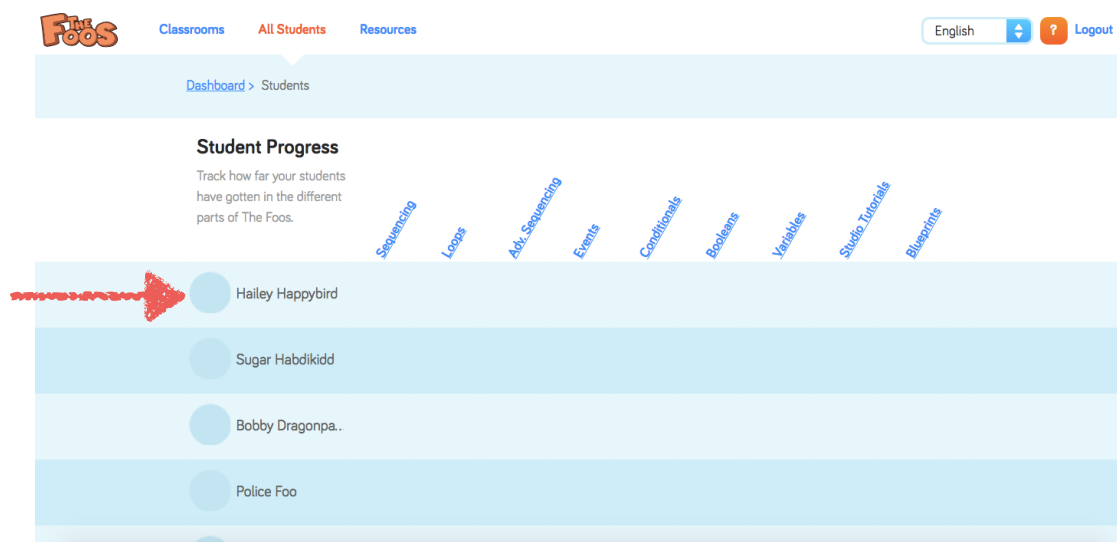 THE FOOS
Classrooms
All Students
Resources
English
?
Logout
Dashboard > Students
Student Progress
Track how far your students
have gotten in the different
parts of The Foos.
Sequencing
Loops
Adv. Sequencing
Events
Conditionals
Booleans
Variables
Studio Tutorials
Blueprints
Hailey Happybird
Sugar Habdikidd
Bobby Dragonpa..
Police Foo